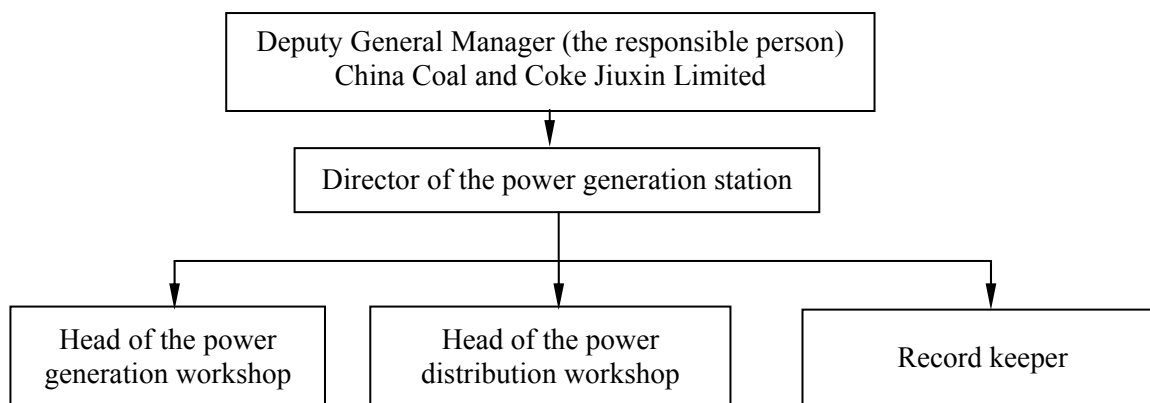 Deputy General Manager (the responsible person)
China Coal and Coke Jiuxin Limited
Director of the power generation station
Head of the power
generation workshop
Head of the power
distribution workshop
Record keeper